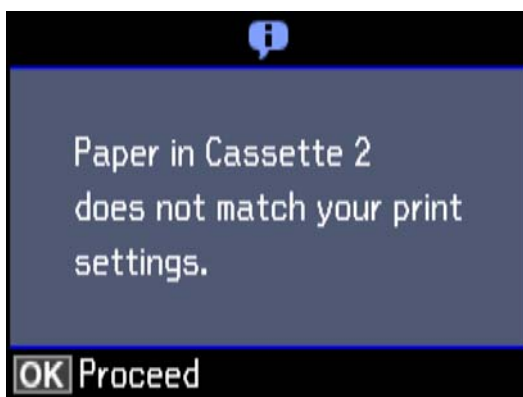 Paper in Cassette 2
does not match your print
settings.
OK Proceed